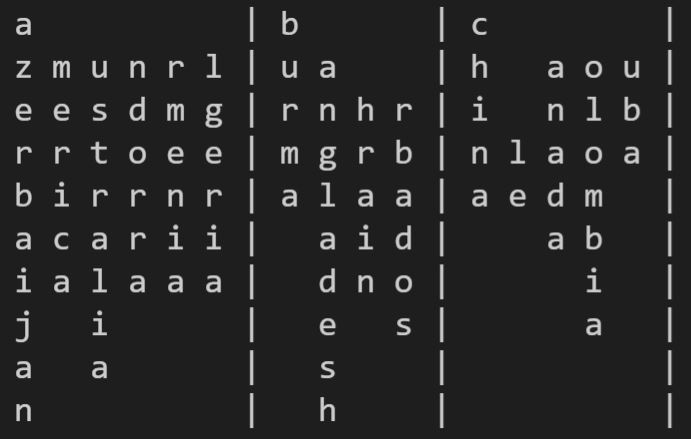 a           | b       | c         |
z m u n r l | u a     | h   a o u |
e e s d m g | r n h r | i   n l b |
r r t o e e | m g r b | n l a o a |
b i r r n r | a l a a | a e d m   |
a c a r i i |   a i d |     a b   |
i a l a a a |   d n o |       i   |
j   i       |   e   s |       a   |
a   a       |   s     |           |
n           |   h     |           |